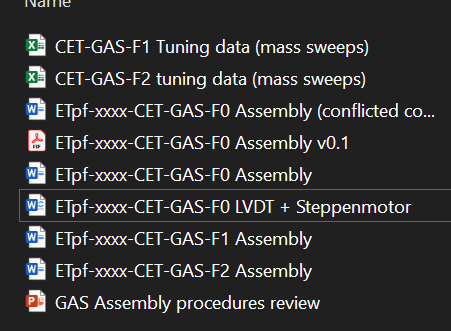 Name
CET-GAS-F1 Tuning data (mass sweeps)
CET-GAS-F2 tuning data (mass sweeps)
ETpf-xxxx-CET-GAS-F0 Assembly (conflicted co...
ETpf-xxxx-CET-GAS-F0 Assembly v0.1
ETpf-xxxx-CET-GAS-F0 Assembly
ETpf-xxxx-CET-GAS-F0 LVDT + Steppenmotor
ETpf-xxxx-CET-GAS-F1 Assembly
ETpf-xxxx-CET-GAS-F2 Assembly
GAS Assembly procedures review